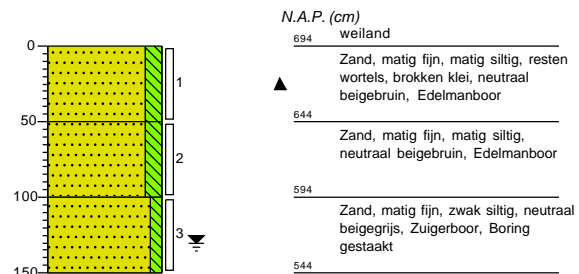 N.A.P. (cm)
694 weiland
0
Zand, matig fijn, matig siltig, resten
wortels, brokken klei, neutraal
beigebruin, Edelmanboor
1
50
644
Zand, matig fijn, matig siltig,
neutraal beigebruin, Edelmanboor
2
100
594
Zand, matig fijn, zwak siltig, neutraal
beigegrijs, Zuigerboor, Boring
gestaakt
3
150
544